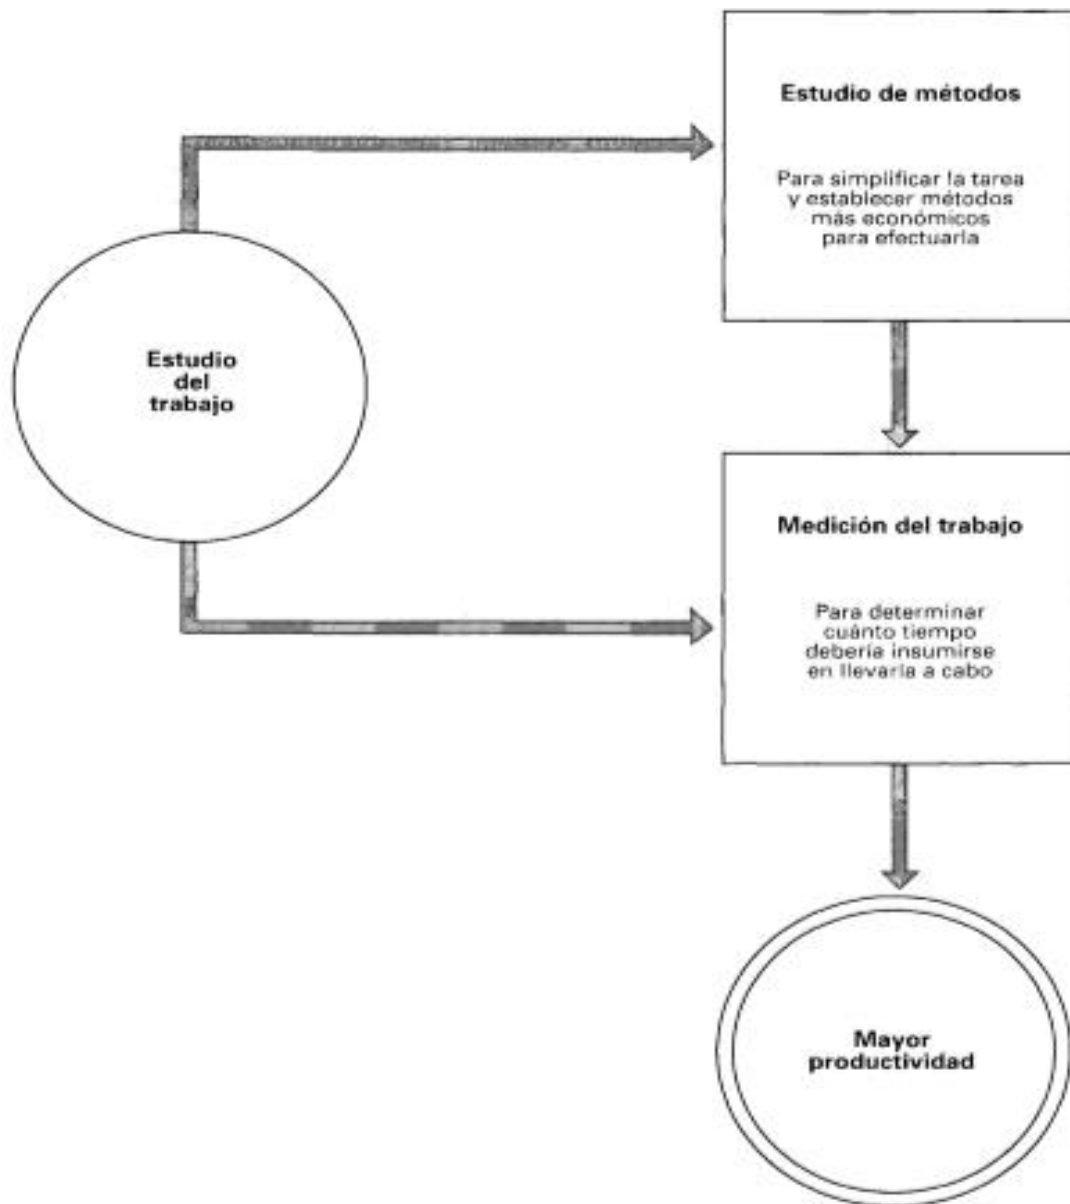 Estudio de métodos
Para simplificar la tarea
y establecer métodos
más económicos
para efectuarla
Estudio
del
trabajo
Medición del trabajo
Para determinar
cuánto tiempo
debería insumirse
en llevarla a cabo
Mayor
productividad